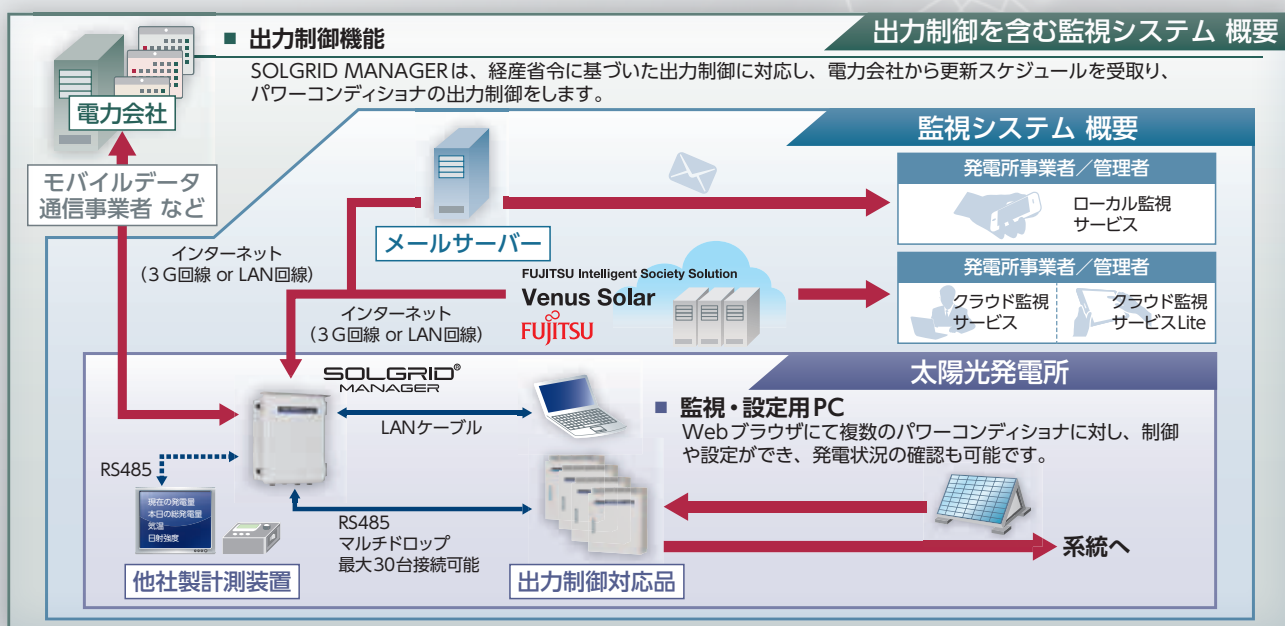 出力制御を含む監視システム 概要
■ 出力制御機能
SOLGRID MANAGERは、経産省令に基づいた出力制御に対応し、電力会社から更新スケジュールを受取り、
パワーコンディショナの出力制御をします。
電力会社
モバイルデータ
通信事業者 など
インターネット
(3G回線 or LAN回線)
監視システム 概要
メールサーバー
発電所事業者/管理者
ローカル監視
サービス
FUJITSU Intelligent Society Solution
Venus Solar
FUJITSU
発電所事業者/管理者
クラウド監視
サービス
クラウド監視
サービスLite
インターネット
(3G回線 or LAN回線)
太陽光発電所
SOLGRID®
MANAGER
LANケーブル
■ 監視・設定用PC
Webブラウザにて複数のパワーコンディショナに対し、制御
や設定ができ、発電状況の確認も可能です。
RS485
現在の発電量
本日の総発電量
気温
日射強度
他社製計測装置
RS485
マルチドロップ
最大30台接続可能
出力制御対応品
系統へ